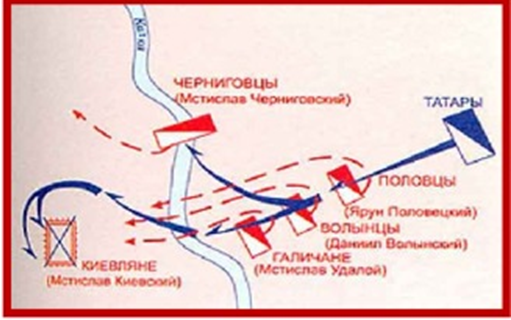 Калка
ЧЕРНИГОВЦЫ
(Мстислав Черниговский)
ТАТАРЫ
ПОЛОВЦЫ
(Ярун Половецкий)
ВОЛЫНЦЫ
(Даниил Волынский)
ГАЛИЧАНЕ
(Мстислав Удалой)
КИЕВЛЯНЕ
(Мстислав Киевский)